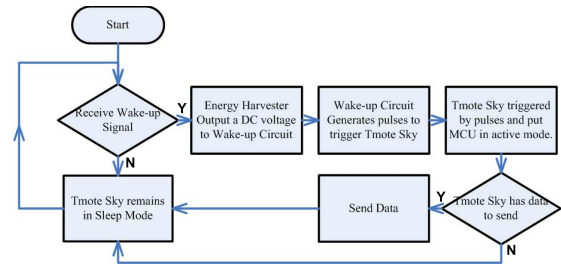 Start
Receive Wake-up
Signal
Y
N
Energy Harvester
Output a DC voltage
to Wake-up Circuit
Wake-up Circuit
Generates pulses to
trigger Tmote Sky
Tmote Sky triggered
by pulses and put
MCU in active mode.
Tmote Sky has data
to send
Y
N
Send Data
Tmote Sky remains
in Sleep Mode